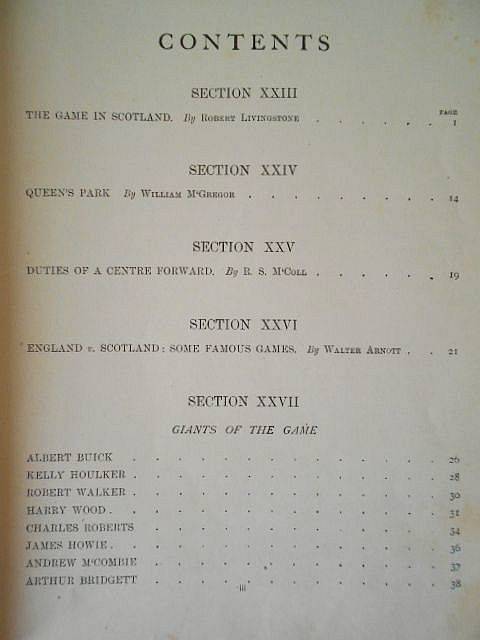 CONTENTS
SECTION XXIII
PAGE
THE GAME IN SCOTLAND. By Robert Livingstone . . . . . . 1
SECTION XXIV
QUEEN'S PARK By William McGregor . . . . . . . . 14
SECTION XXV
DUTIES OF A CENTRE FORWARD. By R. S. McColl . . . . . 19
SECTION XXVI
ENGLAND v. SCOTLAND: SOME FAMOUS GAMES. By Walter Arnott . . 21
SECTION XXVII
GIANTS OF THE GAME
ALBERT BUICK . . . . . . . . . . . . . 26
KELLY HOULKER . . . . . . . . . . . . . 28
ROBERT WALKER . . . . . . . . . . . . . 30
HARRY WOOD . . . . . . . . . . . . . . 31
CHARLES ROBERTS . . . . . . . . . . . . . 34
JAMES HOWIE . . . . . . . . . . . . . . 36
ANDREW McCOMBIE . . . . . . . . . . . . 37
ARTHUR BRIDGETT . . . . . . . . . . . . 38
iii